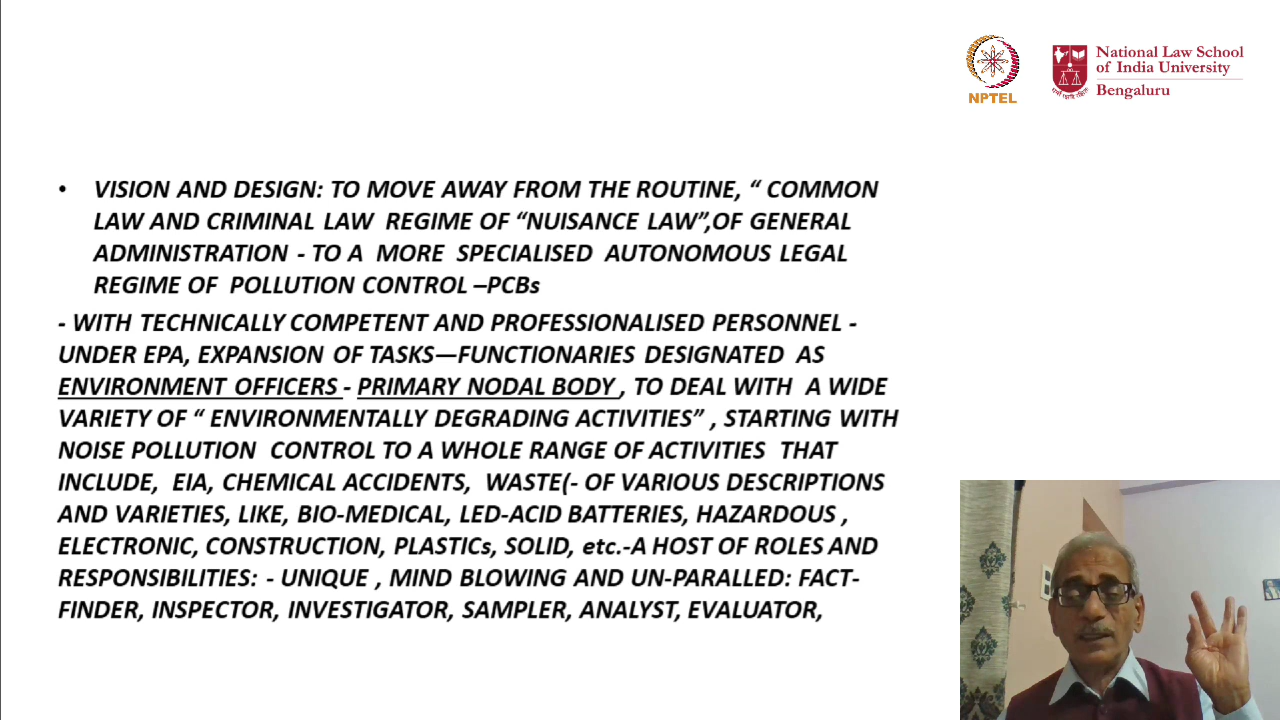 NPTEL
National Law School
of India University
Bengaluru
• VISION AND DESIGN: TO MOVE AWAY FROM THE ROUTINE, “ COMMON
LAW AND CRIMINAL LAW REGIME OF “NUISANCE LAW”,OF GENERAL
ADMINISTRATION - TO A MORE SPECIALISED AUTONOMOUS LEGAL
REGIME OF POLLUTION CONTROL –PCBs
- WITH TECHNICALLY COMPETENT AND PROFESSIONALISED PERSONNEL -
UNDER EPA, EXPANSION OF TASKS—FUNCTIONARIES DESIGNATED AS
ENVIRONMENT OFFICERS - PRIMARY NODAL BODY , TO DEAL WITH A WIDE
VARIETY OF “ ENVIRONMENTALLY DEGRADING ACTIVITIES” , STARTING WITH
NOISE POLLUTION CONTROL TO A WHOLE RANGE OF ACTIVITIES THAT
INCLUDE, EIA, CHEMICAL ACCIDENTS, WASTE(- OF VARIOUS DESCRIPTIONS
AND VARIETIES, LIKE, BIO-MEDICAL, LED-ACID BATTERIES, HAZARDOUS ,
ELECTRONIC, CONSTRUCTION, PLASTICs, SOLID, etc.-A HOST OF ROLES AND
RESPONSIBILITIES: - UNIQUE , MIND BLOWING AND UN-PARALLED: FACT-
FINDER, INSPECTOR, INVESTIGATOR, SAMPLER, ANALYST, EVALUATOR,